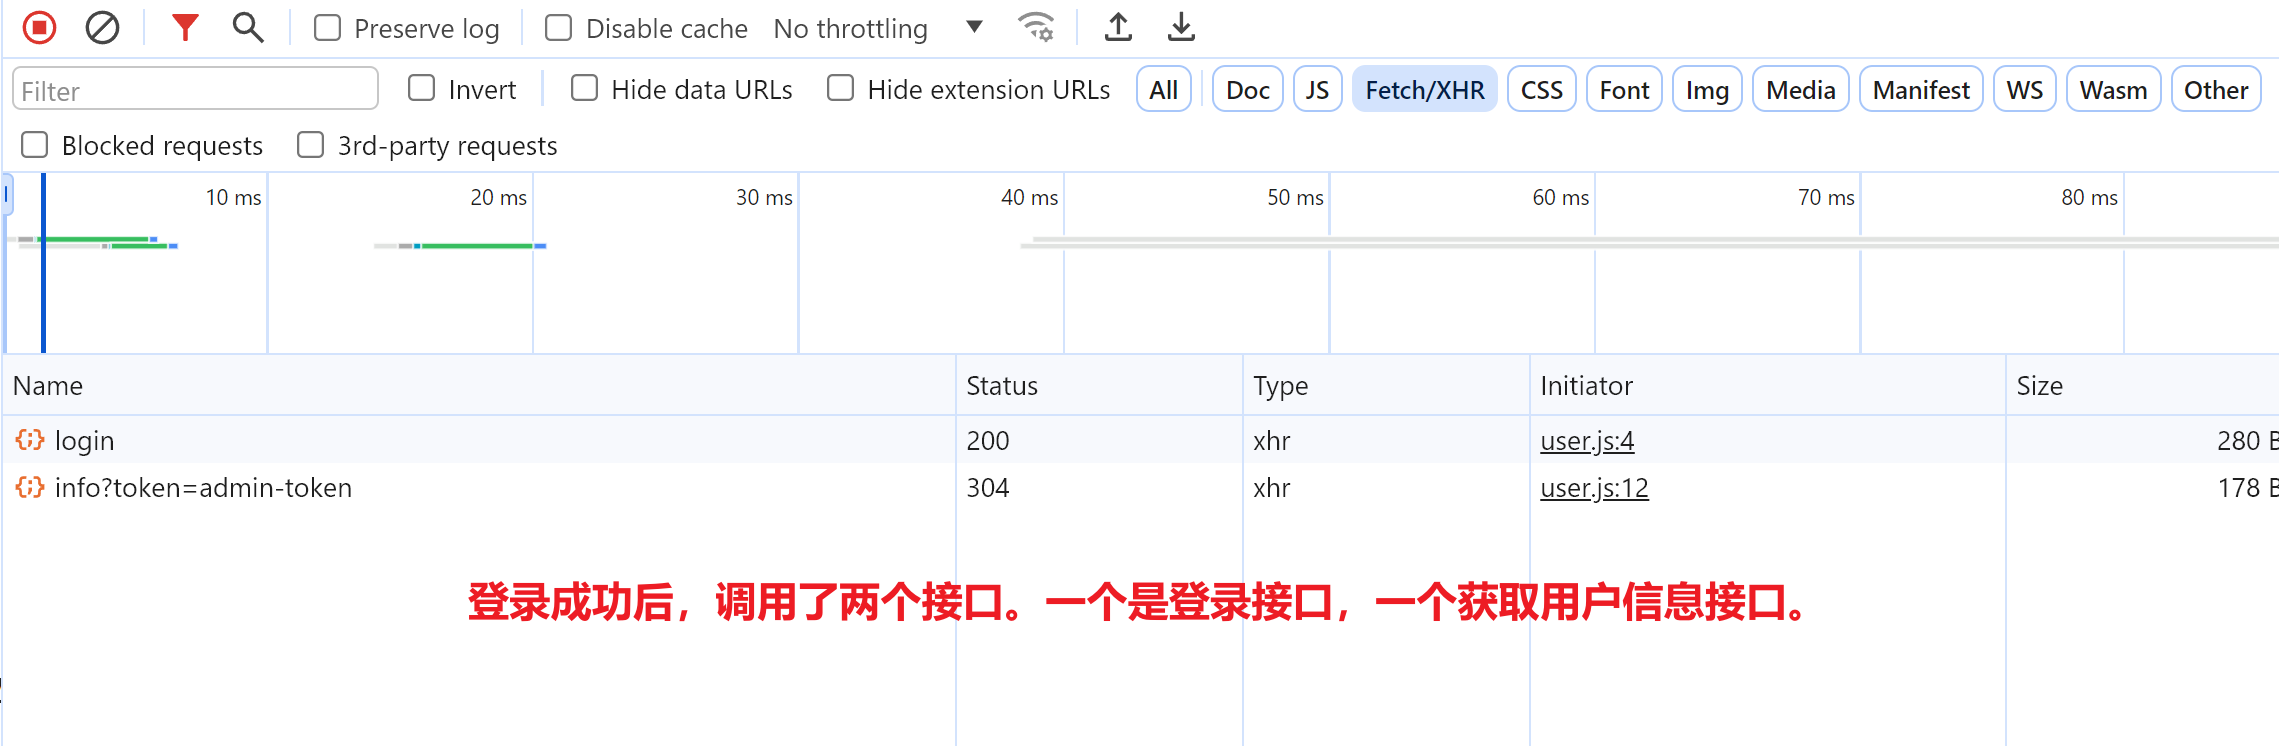 Preserve log Disable cache No throttling
Filter Invert Hide data URLs Hide extension URLs All Doc JS Fetch/XHR CSS Font Img Media Manifest WS Wasm Other
Blocked requests 3rd-party requests
10 ms 20 ms 30 ms 40 ms 50 ms 60 ms 70 ms 80 ms
Name Status Type Initiator Size
login 200 xhr user.js:4 280 B
info?token=admin-token 304 xhr user.js:12 178 B
登录成功后，调用了两个接口。一个是登录接口，一个获取用户信息接口。